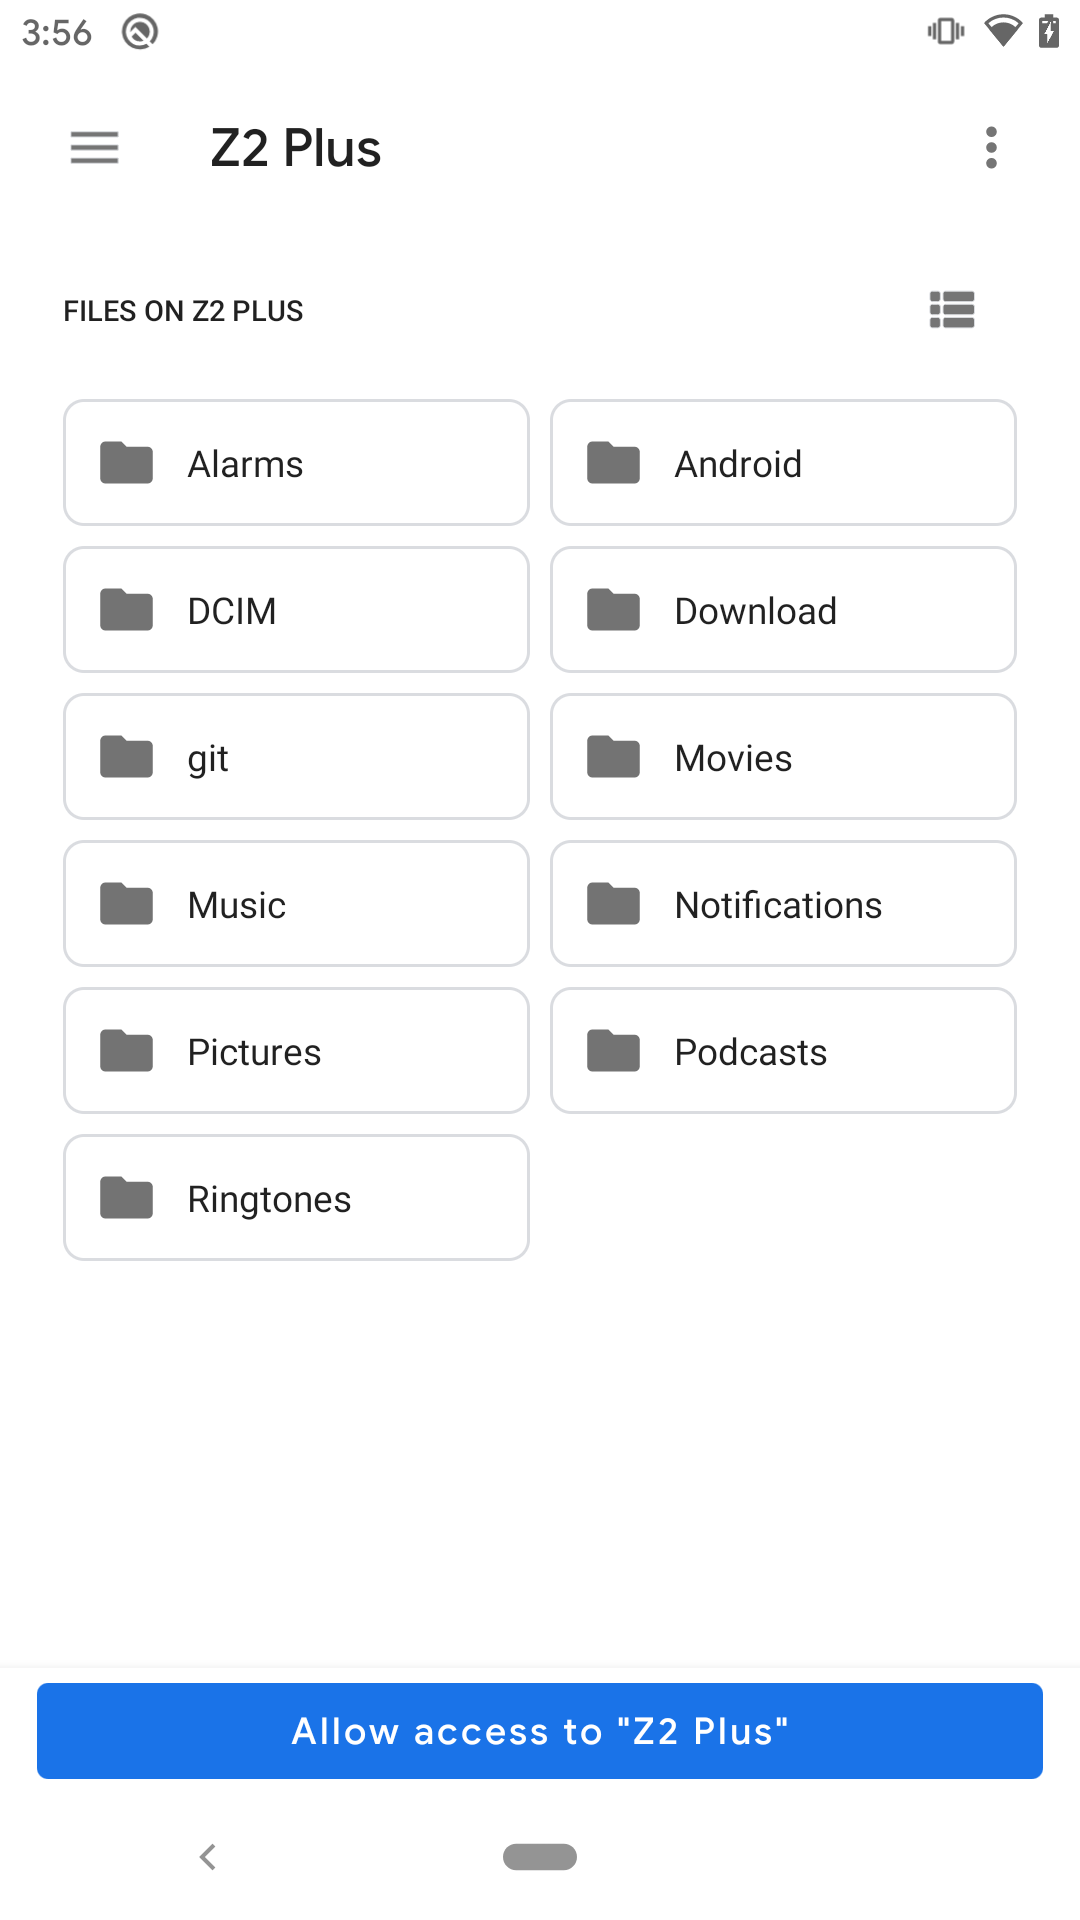 3:56
Z2 Plus
FILES ON Z2 PLUS
Alarms
Android
DCIM
Download
git
Movies
Music
Notifications
Pictures
Podcasts
Ringtones
Allow access to "Z2 Plus"